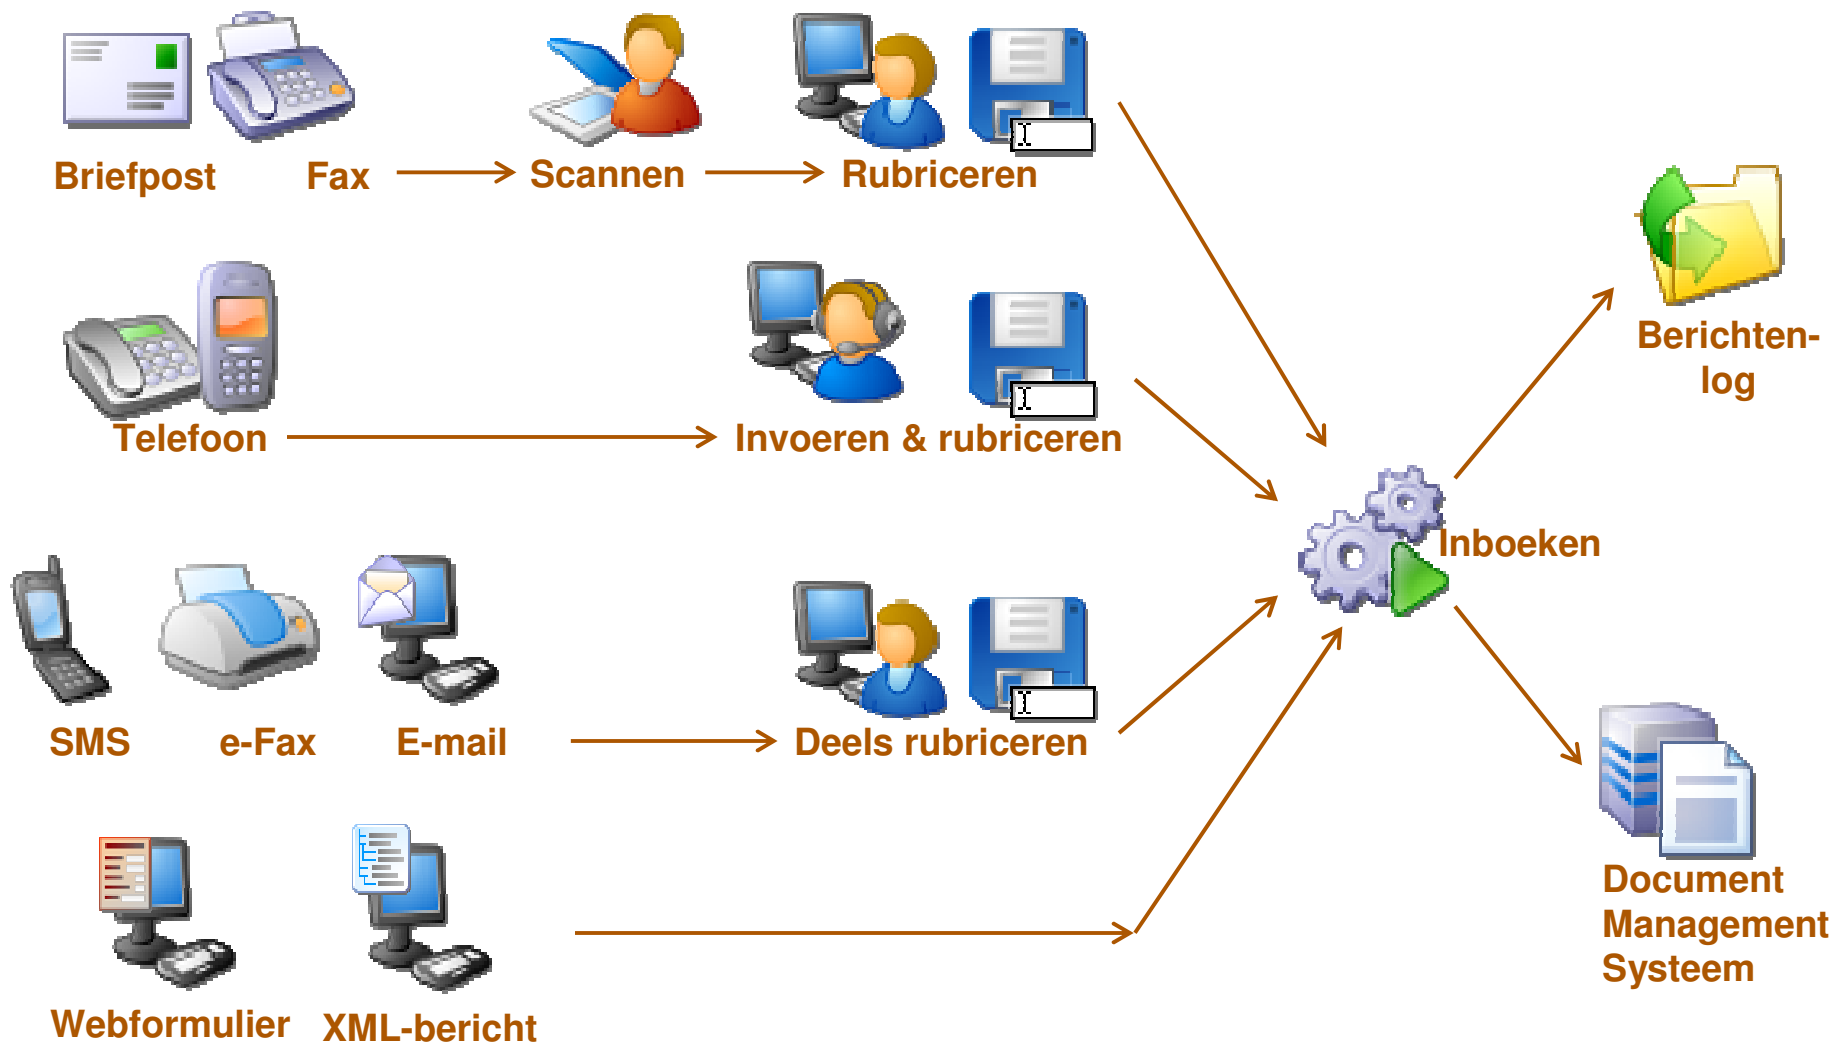 Briefpost
Fax
Scannen
Rubriceren
Berichten-
log
Telefoon
Invoeren & rubriceren
Inboeken
SMS
e-Fax
E-mail
Deels rubriceren
Document
Management
Systeem
Webformulier
XML-bericht